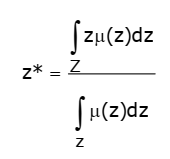 z* = ∫_Z zμ(z)dz / ∫_z μ(z)dz